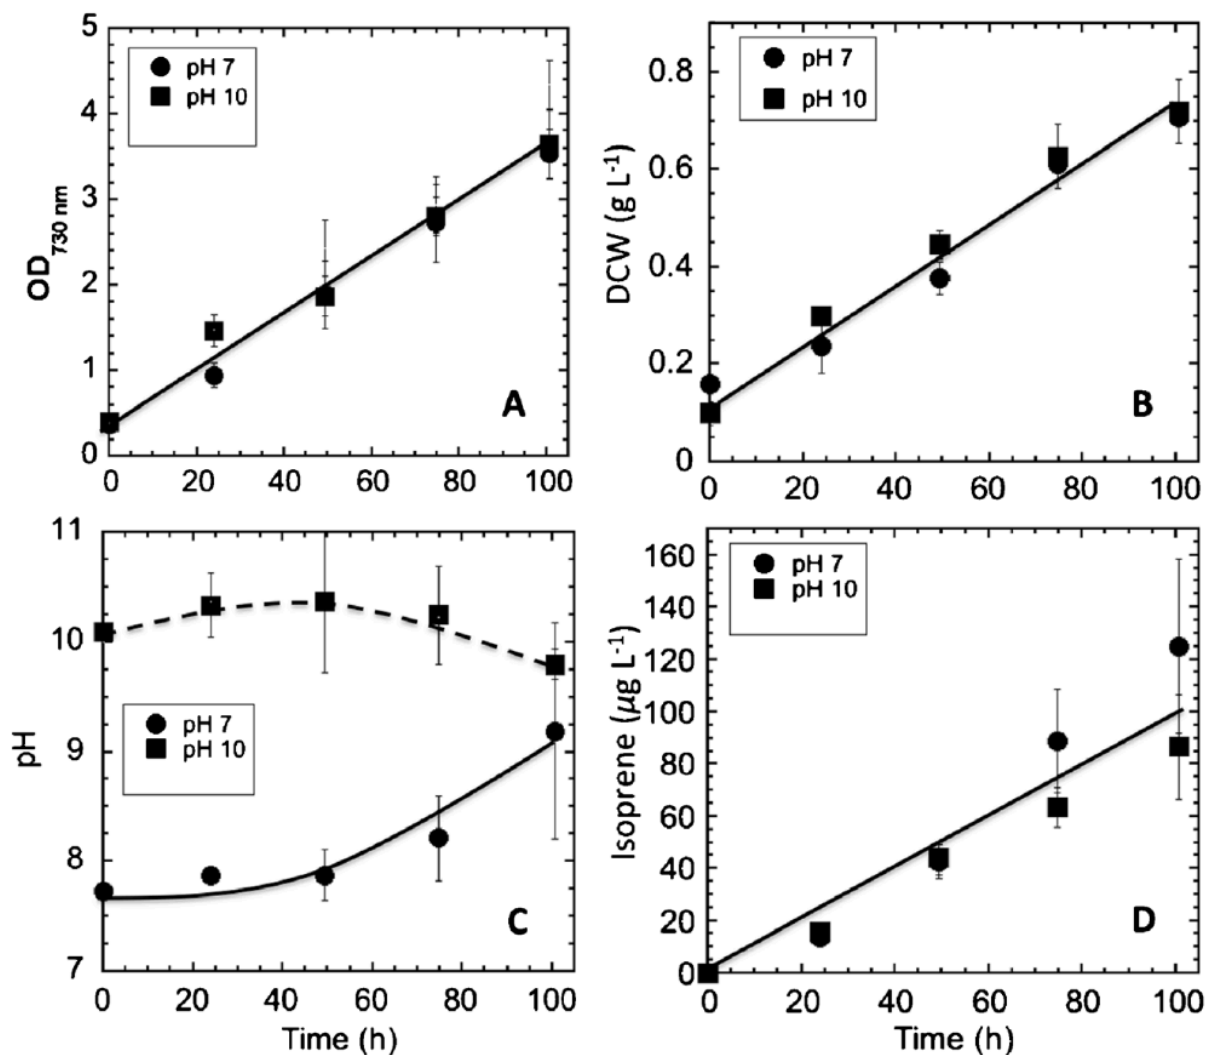 5
4
3
2
1
0
OD730 nm
pH 7
pH 10
A
0 20 40 60 80 100
0.8
0.6
0.4
0.2
0
DCW (g L-1)
pH 7
pH 10
B
0 20 40 60 80 100
11
10
9
8
7
pH
pH 7
pH 10
C
0 20 40 60 80 100
Time (h)
160
140
120
100
80
60
40
20
0
Isoprene (μg L-1)
pH 7
pH 10
D
0 20 40 60 80 100
Time (h)